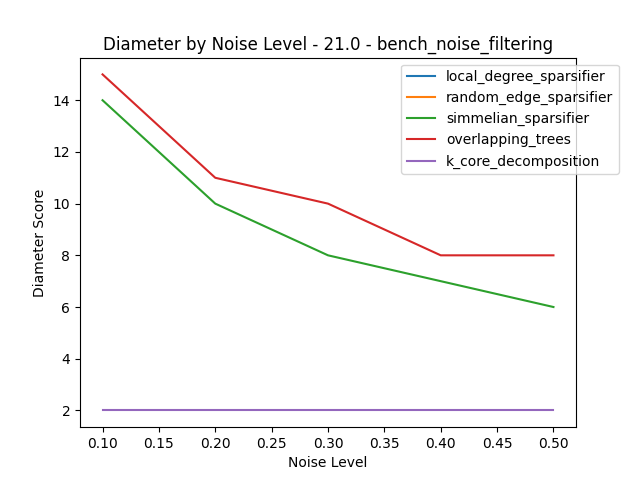 Diameter by Noise Level - 21.0 - bench_noise_filtering
local_degree_sparsifier
random_edge_sparsifier
simmelian_sparsifier
overlapping_trees
k_core_decomposition
Diameter Score
14
12
10
8
6
4
2
0.10 0.15 0.20 0.25 0.30 0.35 0.40 0.45 0.50
Noise Level